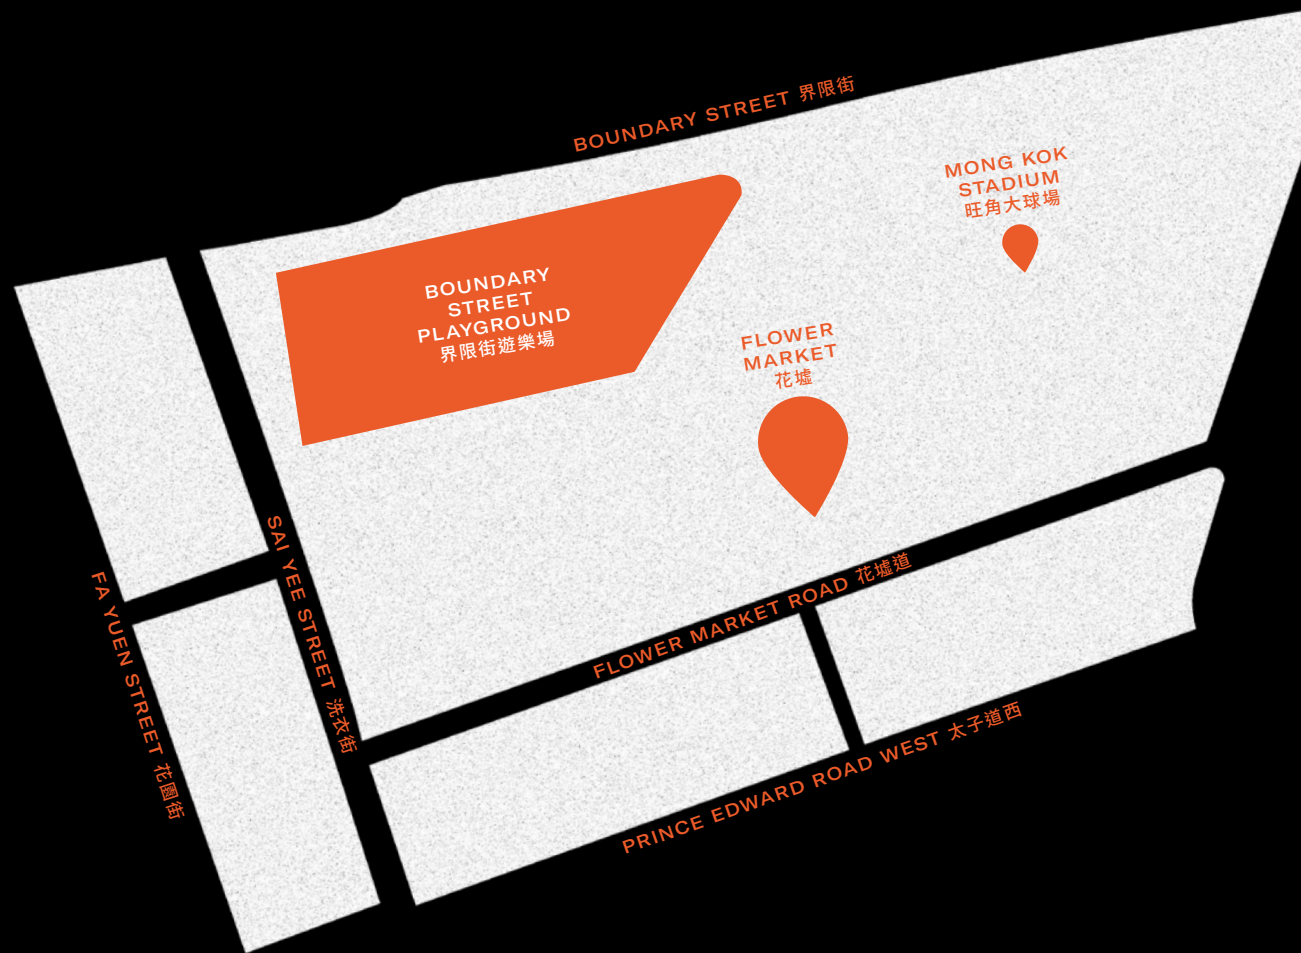 BOUNDARY STREET 界限街
MONG KOK
STADIUM
旺角大球場
BOUNDARY
STREET
PLAYGROUND
界限街遊樂場
FLOWER
MARKET
花墟
SAI YEE STREET 洗衣街
FA YUEN STREET 花園街
FLOWER MARKET ROAD 花墟道
PRINCE EDWARD ROAD WEST 太子道西